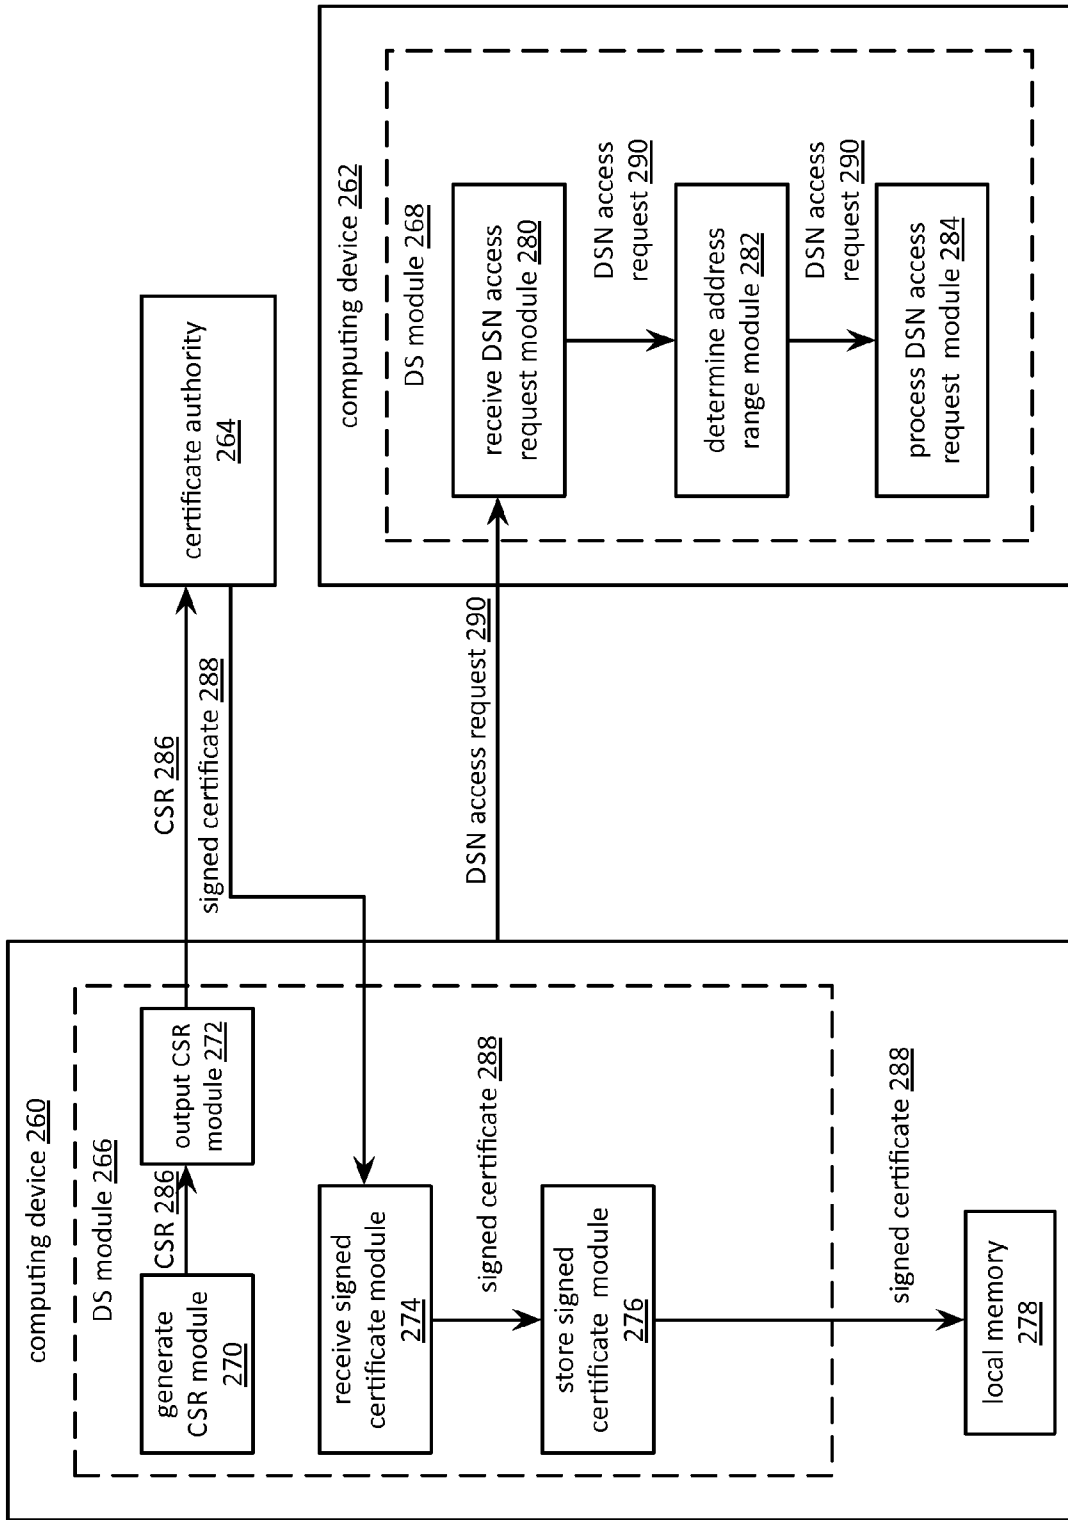 computing device 260
DS module 266
generate
CSR module
270
CSR 286
output CSR
module 272
CSR 286
certificate authority
264
signed certificate 288
receive signed
certificate module
274
signed certificate 288
store signed
certificate module
276
signed certificate 288
local memory
278
DSN access request 290
computing device 262
DS module 268
receive DSN access
request module 280
DSN access
request 290
determine address
range module 282
DSN access
request 290
process DSN access
request module 284